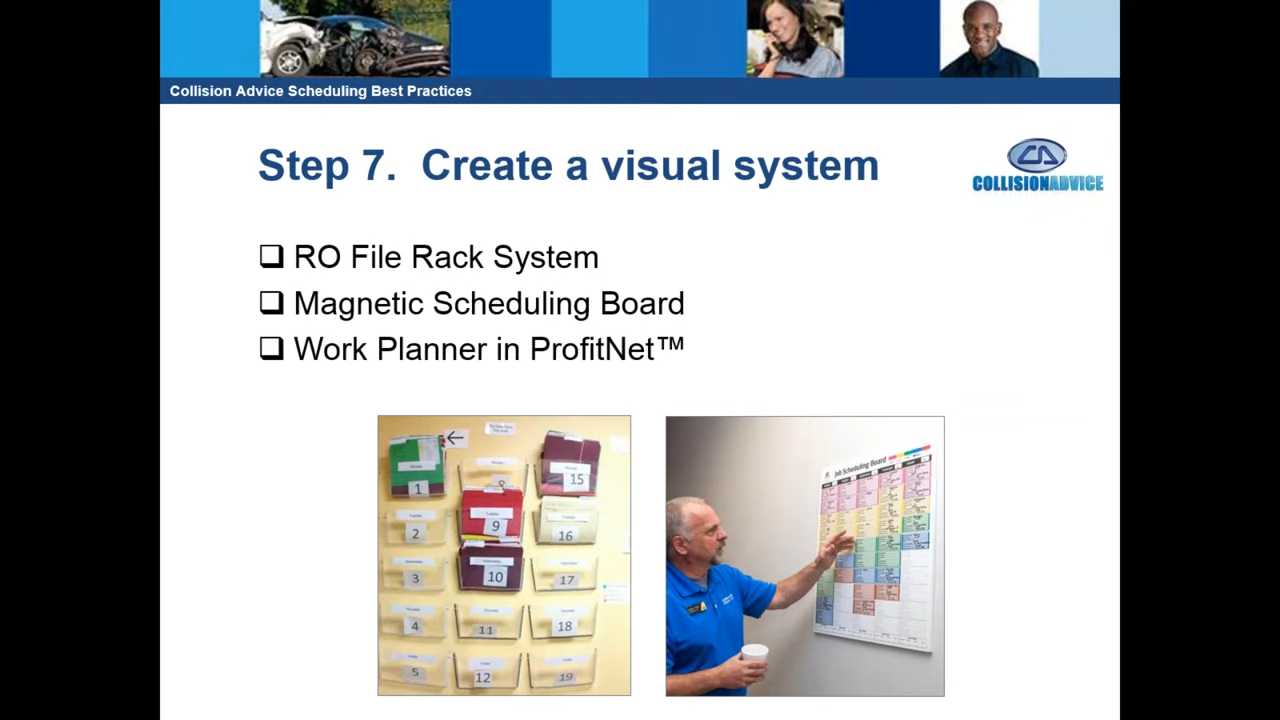 Collision Advice Scheduling Best Practices
Step 7. Create a visual system
COLLISIONADVICE
❑ RO File Rack System
❑ Magnetic Scheduling Board
❑ Work Planner in ProfitNet™
1
8
15
2
9
16
3
10
17
4
11
18
5
12
19
Job Scheduling Board